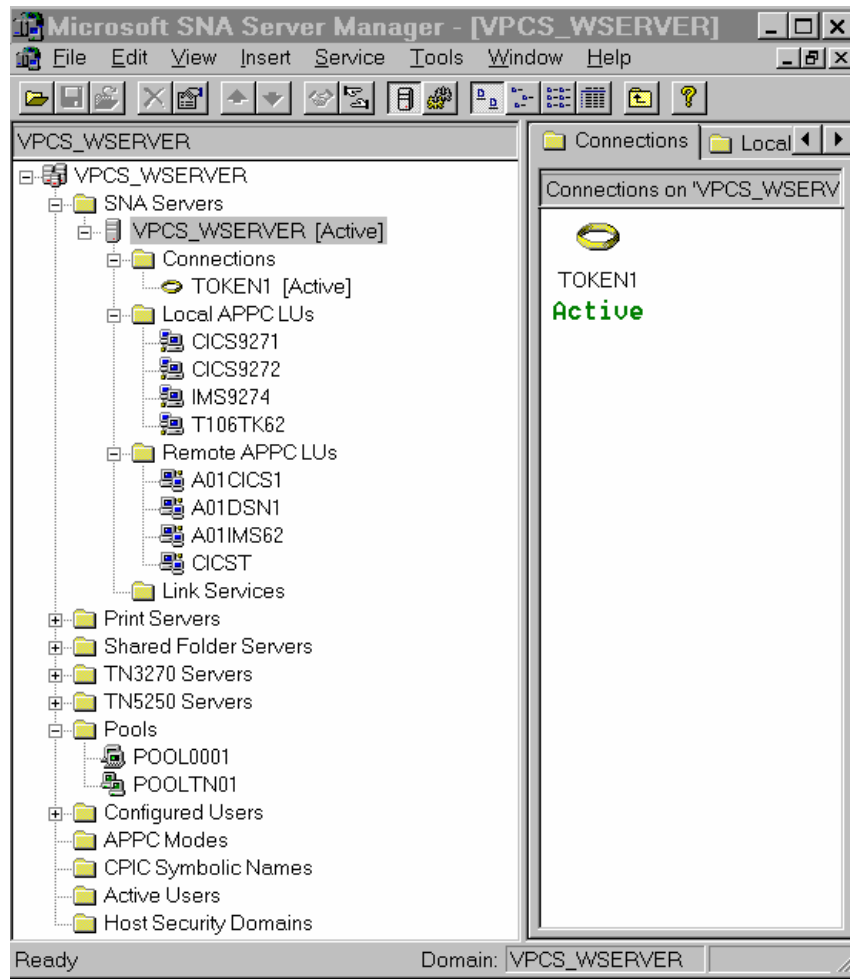 Microsoft SNA Server Manager - [VPCS_WSERVER]
File Edit View Insert Service Tools Window Help
VPCS_WSERVER
VPCS_WSERVER
SNA Servers
VPCS_WSERVER [Active]
Connections
TOKEN1 [Active]
Local APPC LUs
CICS9271
CICS9272
IMS9274
T106TK62
Remote APPC LUs
A01CICS1
A01DSN1
A01IMS62
CICST
Link Services
Print Servers
Shared Folder Servers
TN3270 Servers
TN5250 Servers
Pools
POOL0001
POOLTN01
Configured Users
APPC Modes
CPIC Symbolic Names
Active Users
Host Security Domains
Connections Local
Connections on 'VPCS_WSERV
TOKEN1
Active
Ready Domain: VPCS_WSERVER